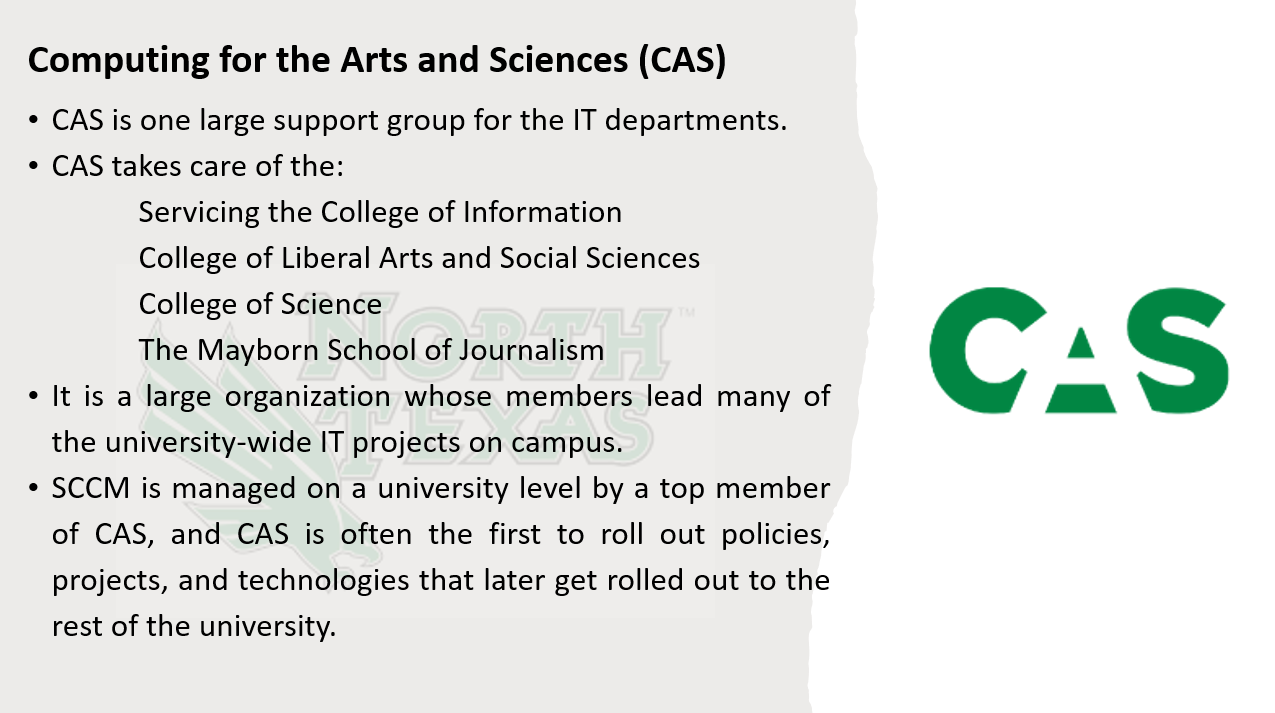 Computing for the Arts and Sciences (CAS)
• CAS is one large support group for the IT departments.
• CAS takes care of the:
Servicing the College of Information
College of Liberal Arts and Social Sciences
College of Science
The Mayborn School of Journalism
• It is a large organization whose members lead many of
the university-wide IT projects on campus.
• SCCM is managed on a university level by a top member
of CAS, and CAS is often the first to roll out policies,
projects, and technologies that later get rolled out to the
rest of the university.
NORTH™
TEXAS
CAS